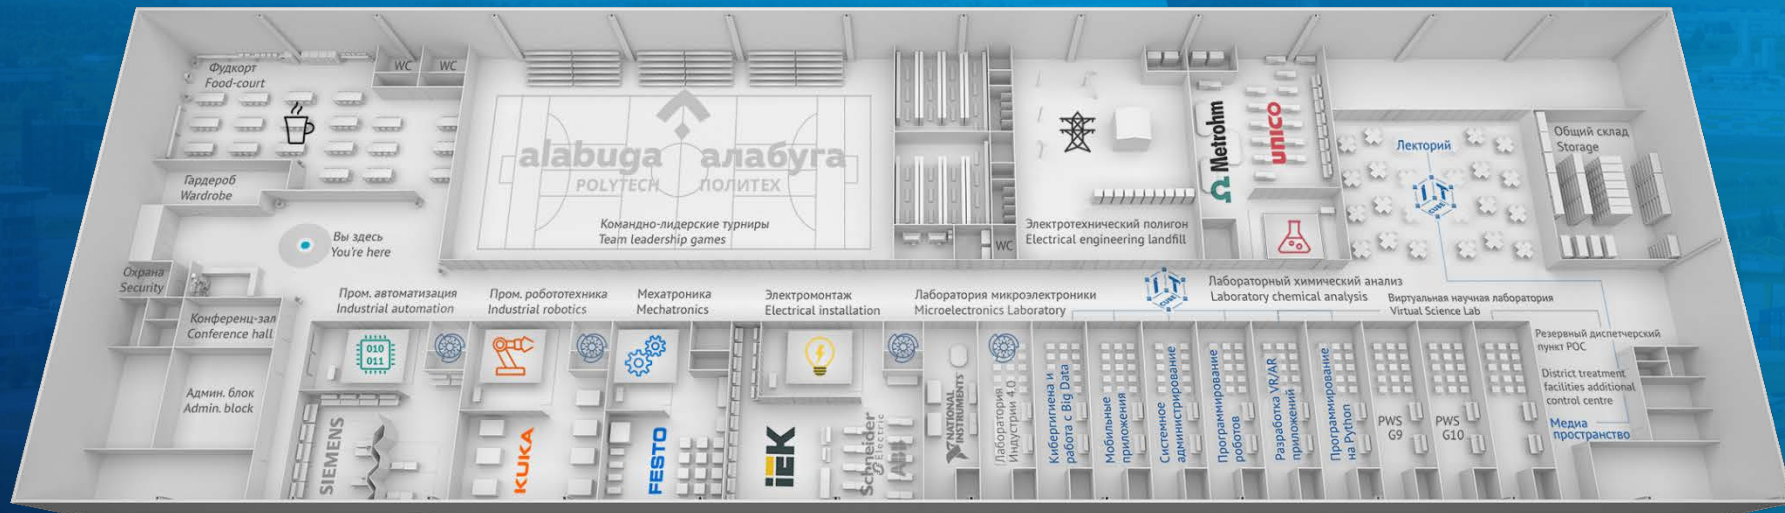 Фудкорт
Food-court
WC
WC
Гардероб
Wardrobe
Вы здесь
You're here
Охрана
Security
Конференц-зал
Conference hall
Админ. блок
Admin. block
alabuga
POLYTECH
алабуга
ПОЛИТЕХ
Командно-лидерские турниры
Team leadership games
WC
Электротехнический полигон
Electrical engineering landfill
Metrohm
UNICO
Лекторий
IT
CUBE
Общий склад
Storage
Пром. автоматизация
Industrial automation
Пром. робототехника
Industrial robotics
Мехатроника
Mechatronics
Электромонтаж
Electrical installation
Лаборатория микроэлектроники
Microelectronics Laboratory
IT
CUBE
Лабораторный химический анализ
Laboratory chemical analysis
Виртуальная научная лаборатория
Virtual Science Lab
Резервный диспетчерский
пункт РОС
District treatment
facilities additional
control centre
Медиа
пространство
010
011
SIEMENS
KUKA
FESTO
IEK
Schneider
Electric
ABB
NATIONAL
INSTRUMENTS
Лаборатория
Индустрии 4.0
Кибергигиена и
работа с Big Data
Мобильные
приложения
Системное
администрирование
Программирование
роботов
Разработка VR/AR
приложений
Программирование
на Python
PWS
G9
PWS
G10